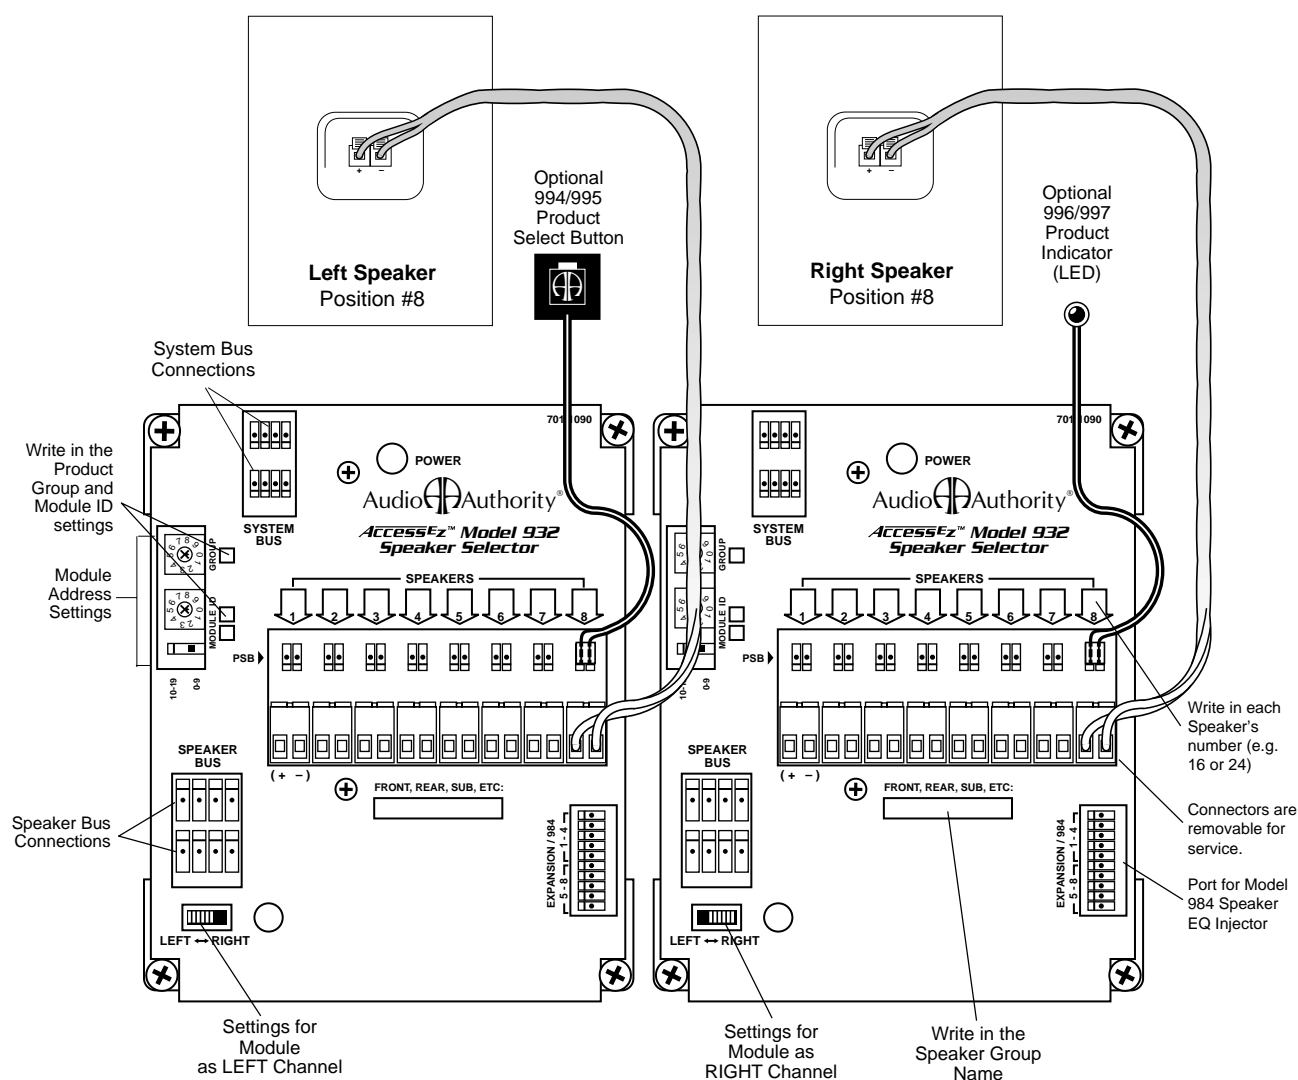 Left Speaker
Position #8
+ −
Optional
994/995
Product
Select Button
Right Speaker
Position #8
+ −
Optional
996/997
Product
Indicator
(LED)
System Bus
Connections
Write in the
Product
Group and
Module ID
settings
Module
Address
Settings
Speaker Bus
Connections
Settings for
Module
as LEFT Channel
POWER
Audio Authority®
AccessEz™ Model 932
Speaker Selector
SYSTEM
BUS
GROUP
MODULE ID
10-19
0-9
SPEAKERS
1 2 3 4 5 6 7 8
PSB
(+ −)
SPEAKER
BUS
FRONT, REAR, SUB, ETC:
EXPANSION / 984
1 - 4
5 - 8
LEFT ↔ RIGHT
POWER
Audio Authority®
AccessEz™ Model 932
Speaker Selector
SYSTEM
BUS
GROUP
MODULE ID
0-9
SPEAKERS
1 2 3 4 5 6 7 8
PSB
(+ −)
SPEAKER
BUS
FRONT, REAR, SUB, ETC:
EXPANSION / 984
1 - 4
5 - 8
LEFT ↔ RIGHT
Write in each
Speaker's
number (e.g.
16 or 24)
Connectors are
removable for
service.
Port for Model
984 Speaker
EQ Injector
Settings for
Module as
RIGHT Channel
Write in the
Speaker Group
Name